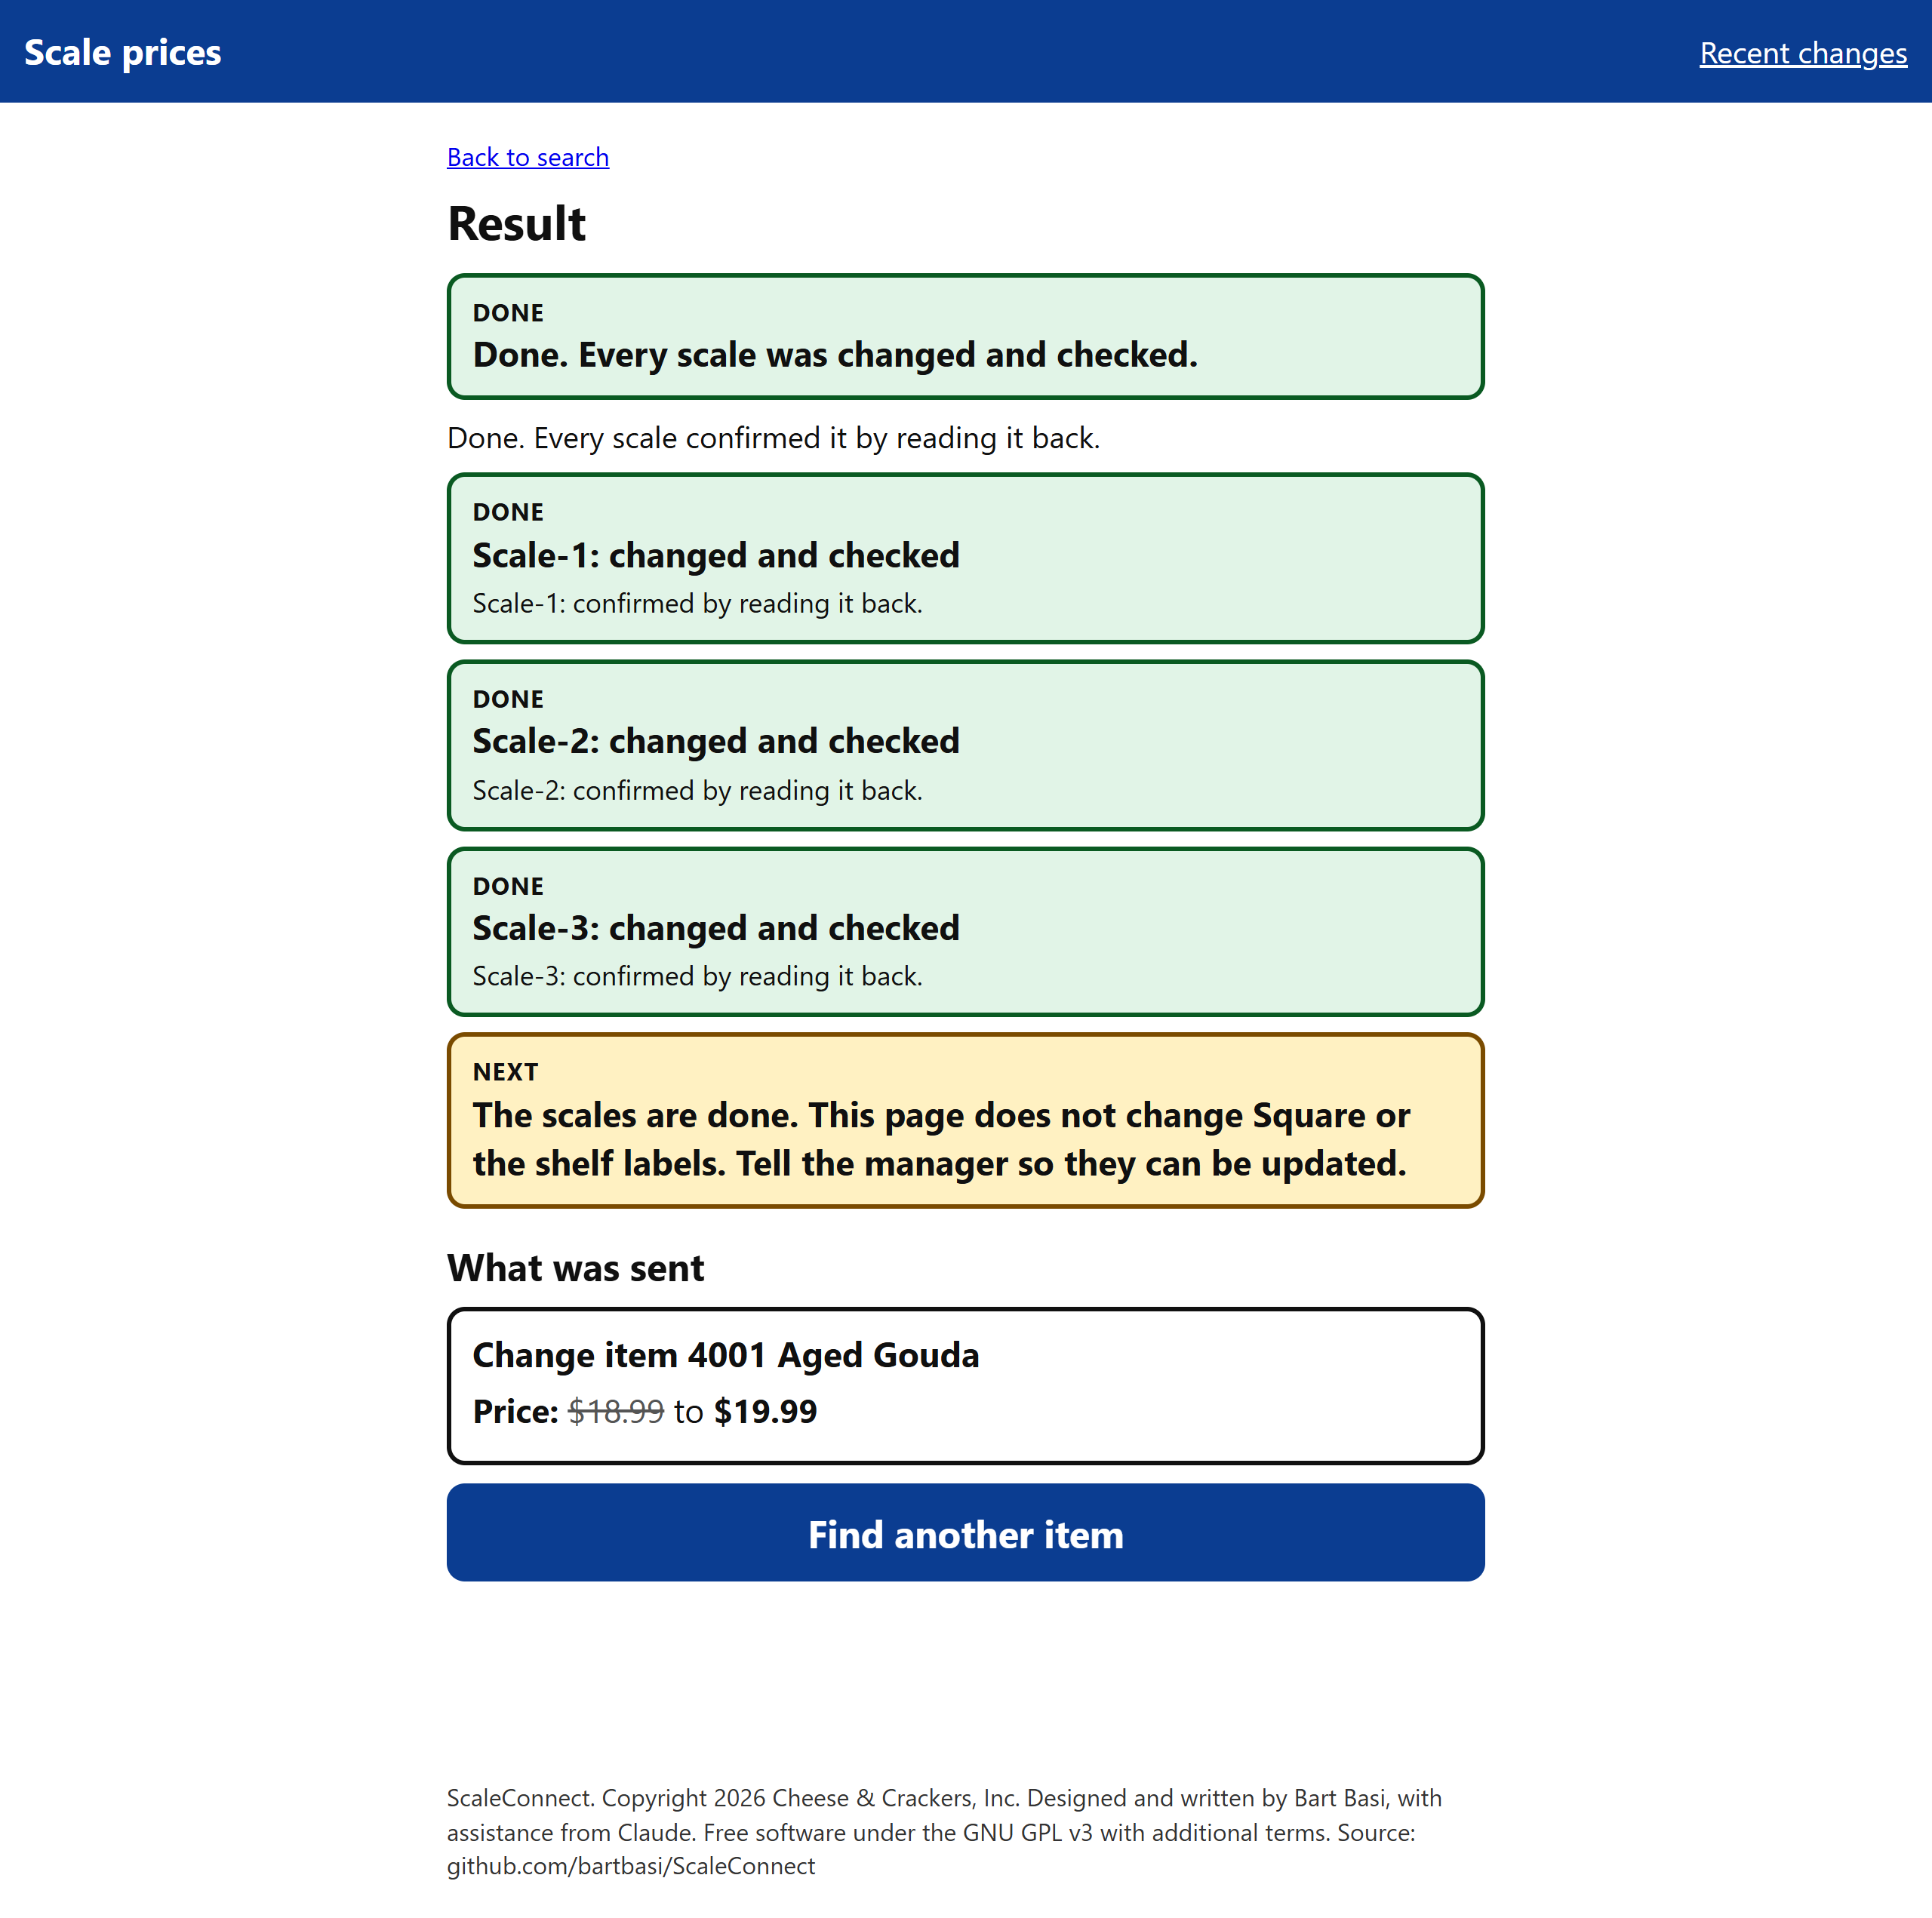 Scale prices
Recent changes
Back to search
Result
DONE
Done. Every scale was changed and checked.
Done. Every scale confirmed it by reading it back.
DONE
Scale-1: changed and checked
Scale-1: confirmed by reading it back.
DONE
Scale-2: changed and checked
Scale-2: confirmed by reading it back.
DONE
Scale-3: changed and checked
Scale-3: confirmed by reading it back.
NEXT
The scales are done. This page does not change Square or
the shelf labels. Tell the manager so they can be updated.
What was sent
Change item 4001 Aged Gouda
Price: $18.99 to $19.99
Find another item
ScaleConnect. Copyright 2026 Cheese & Crackers, Inc. Designed and written by Bart Basi, with
assistance from Claude. Free software under the GNU GPL v3 with additional terms. Source:
github.com/bartbasi/ScaleConnect